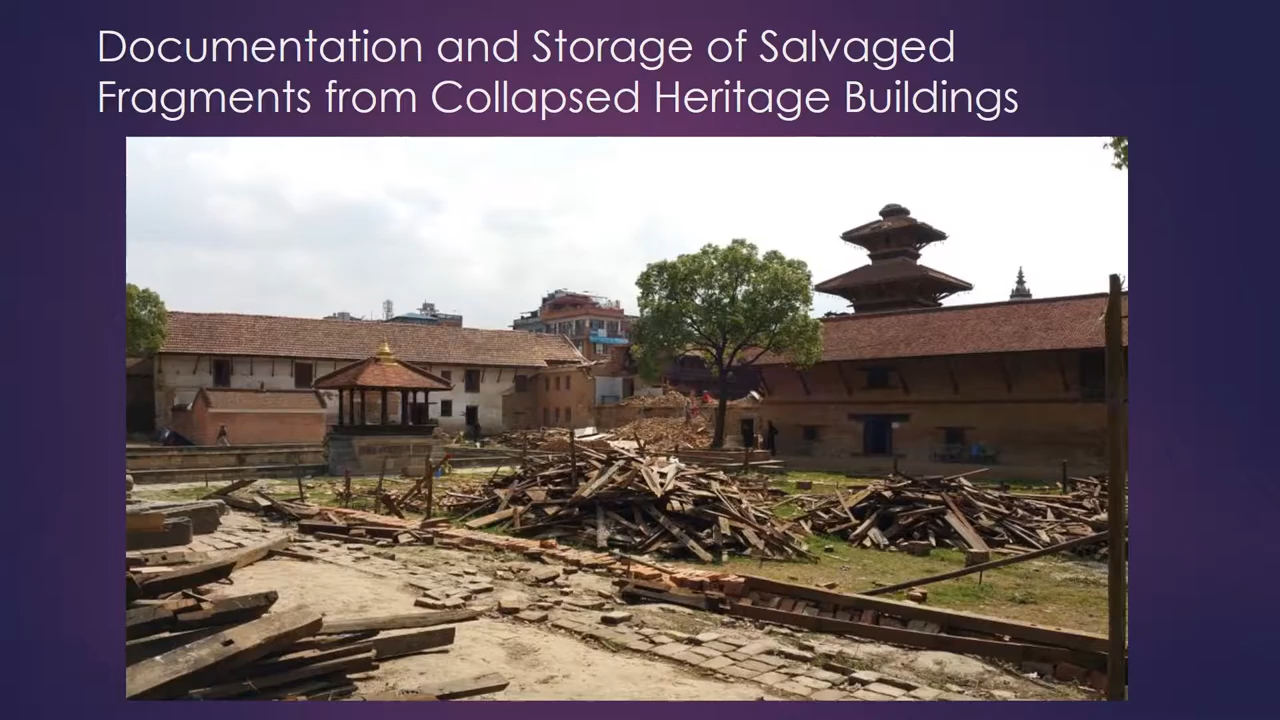 Documentation and Storage of Salvaged
Fragments from Collapsed Heritage Buildings